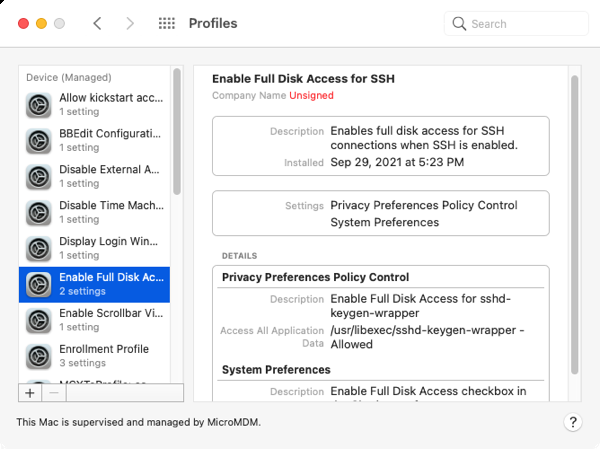 Profiles
Search
Device (Managed)
Allow kickstart acc...
1 setting
BBEdit Configurati...
1 setting
Disable External A...
1 setting
Disable Time Mach...
1 setting
Display Login Win...
1 setting
Enable Full Disk Ac...
2 settings
Enable Scrollbar Vi...
1 setting
Enrollment Profile
3 settings
Enable Full Disk Access for SSH
Company Name Unsigned
Description Enables full disk access for SSH
connections when SSH is enabled.
Installed Sep 29, 2021 at 5:23 PM
Settings Privacy Preferences Policy Control
System Preferences
DETAILS
Privacy Preferences Policy Control
Description Enable Full Disk Access for sshd-
keygen-wrapper
Access All Application /usr/libexec/sshd-keygen-wrapper -
Data Allowed
System Preferences
Description Enable Full Disk Access checkbox in
This Mac is supervised and managed by MicroMDM.
?